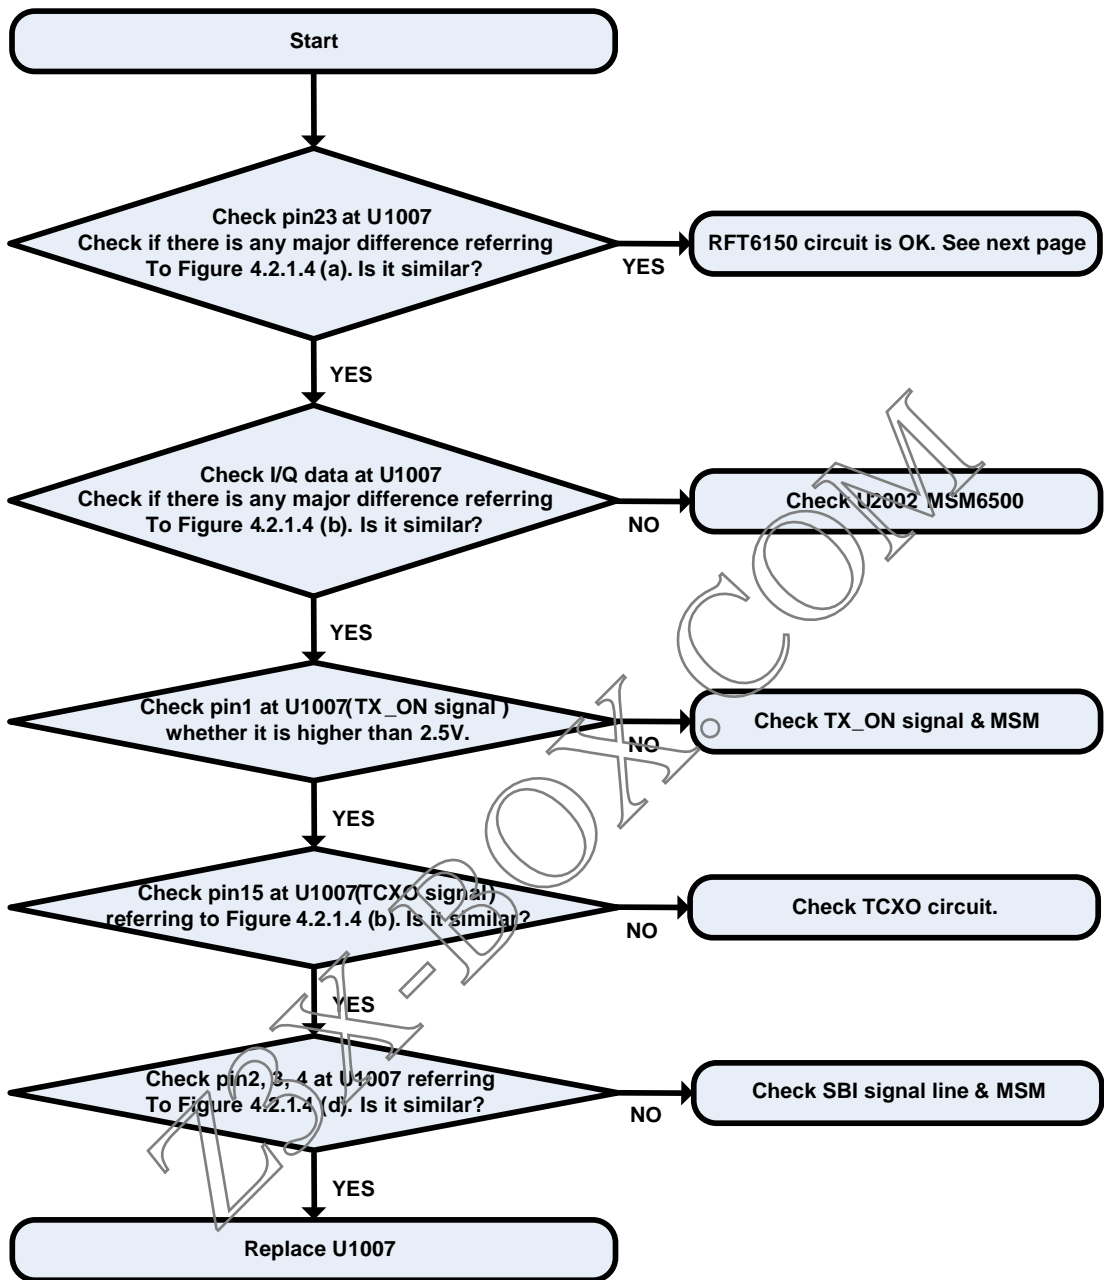 Start
Check pin23 at U1007
Check if there is any major difference referring
To Figure 4.2.1.4 (a). Is it similar?
YES
RFT6150 circuit is OK. See next page
YES
Check I/Q data at U1007
Check if there is any major difference referring
To Figure 4.2.1.4 (b). Is it similar?
NO
Check U2002 MSM6500
YES
Check pin1 at U1007(TX_ON signal )
whether it is higher than 2.5V.
NO
Check TX_ON signal & MSM
YES
Check pin15 at U1007(TCXO signal)
referring to Figure 4.2.1.4 (b). Is it similar?
NO
Check TCXO circuit.
YES
Check pin2, 3, 4 at U1007 referring
To Figure 4.2.1.4 (d). Is it similar?
NO
Check SBI signal line & MSM
YES
Replace U1007
Z3X-BOX.COM